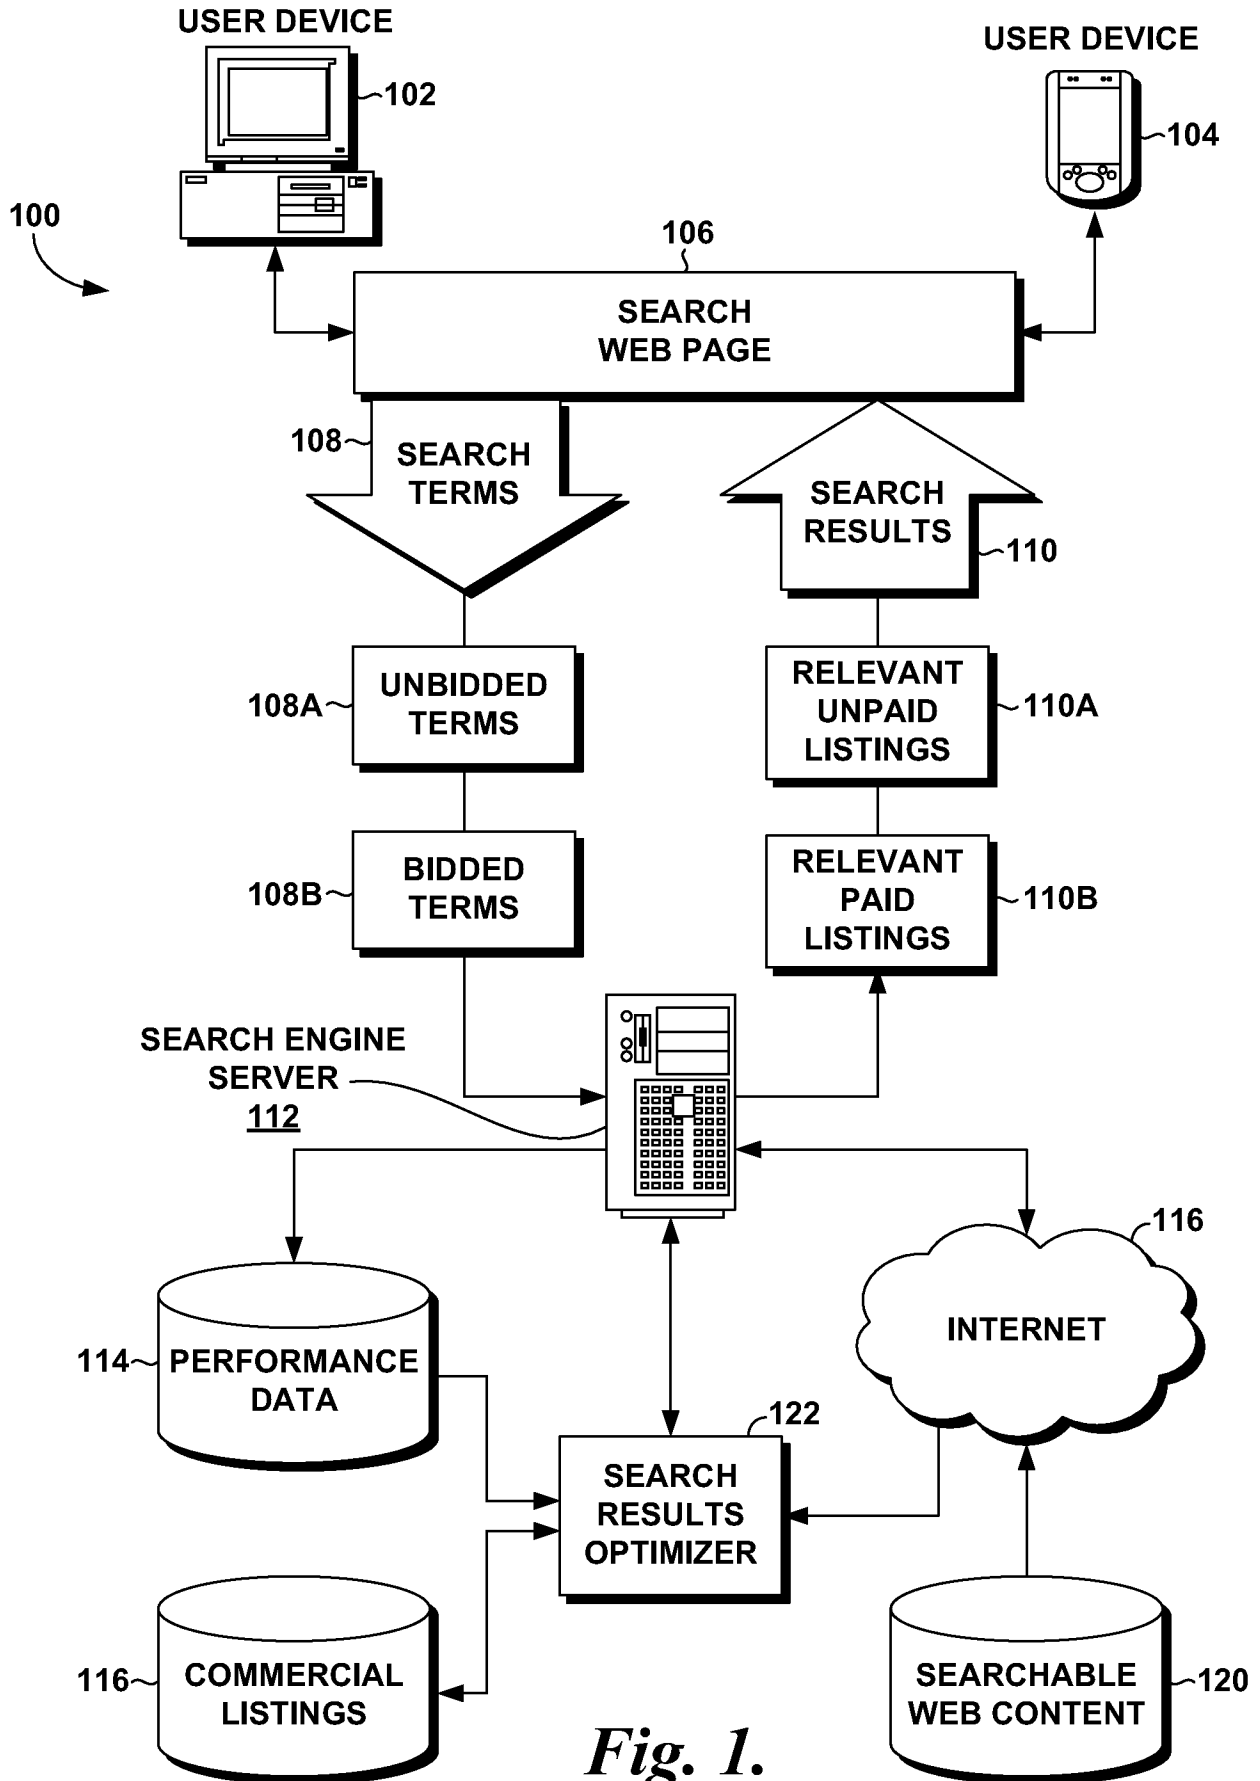 USER DEVICE
102
USER DEVICE
104
100
106
SEARCH
WEB PAGE
108
SEARCH
TERMS
SEARCH
RESULTS
110
108A
UNBIDDED
TERMS
RELEVANT
UNPAID
LISTINGS
110A
108B
BIDDED
TERMS
RELEVANT
PAID
LISTINGS
110B
SEARCH ENGINE
SERVER
112
116
INTERNET
114
PERFORMANCE
DATA
122
SEARCH
RESULTS
OPTIMIZER
116
COMMERCIAL
LISTINGS
SEARCHABLE
WEB CONTENT
120
Fig. 1.